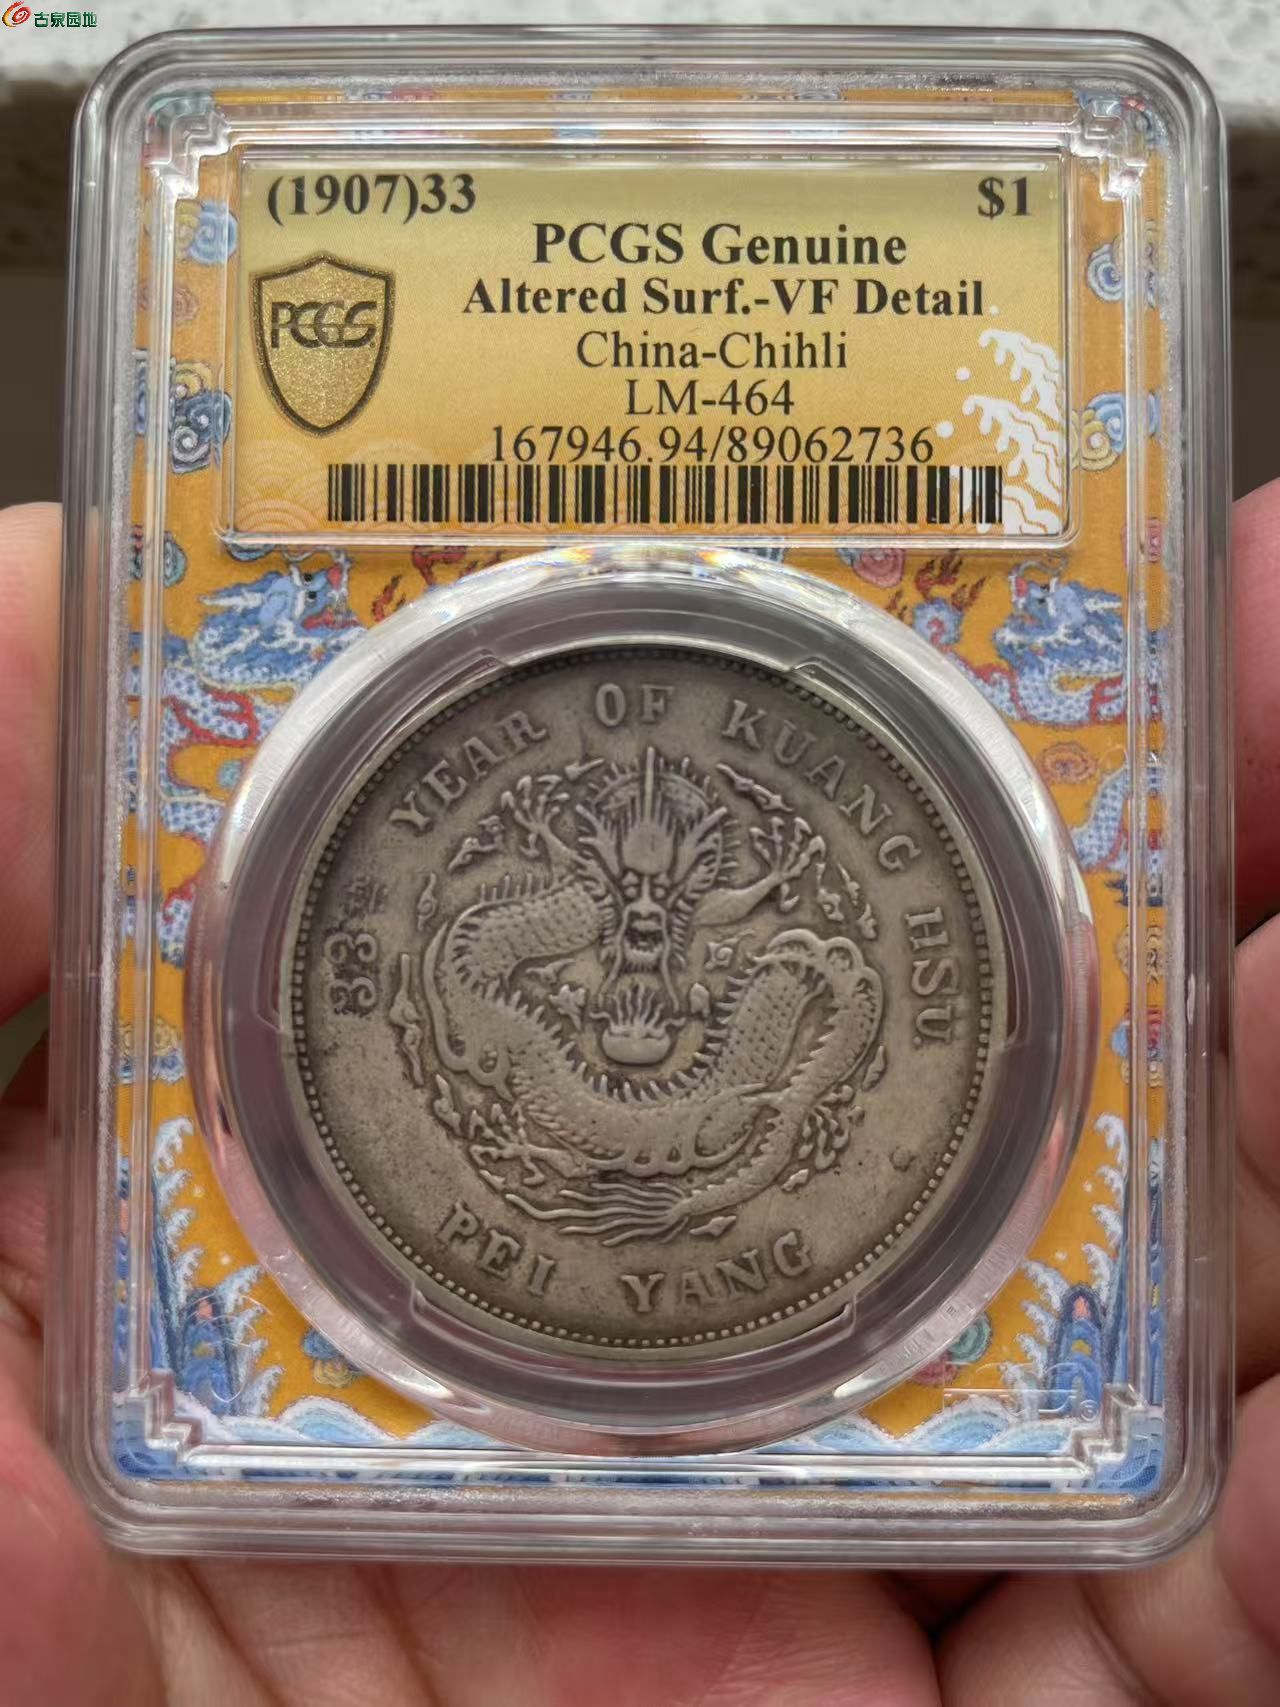 古泉园地
(1907)33 $1
PCGS Genuine
PCGS
Altered Surf.-VF Detail
China-Chihli
LM-464
167946.94/89062736
33 YEAR OF KUANG HSU.
PEI YANG